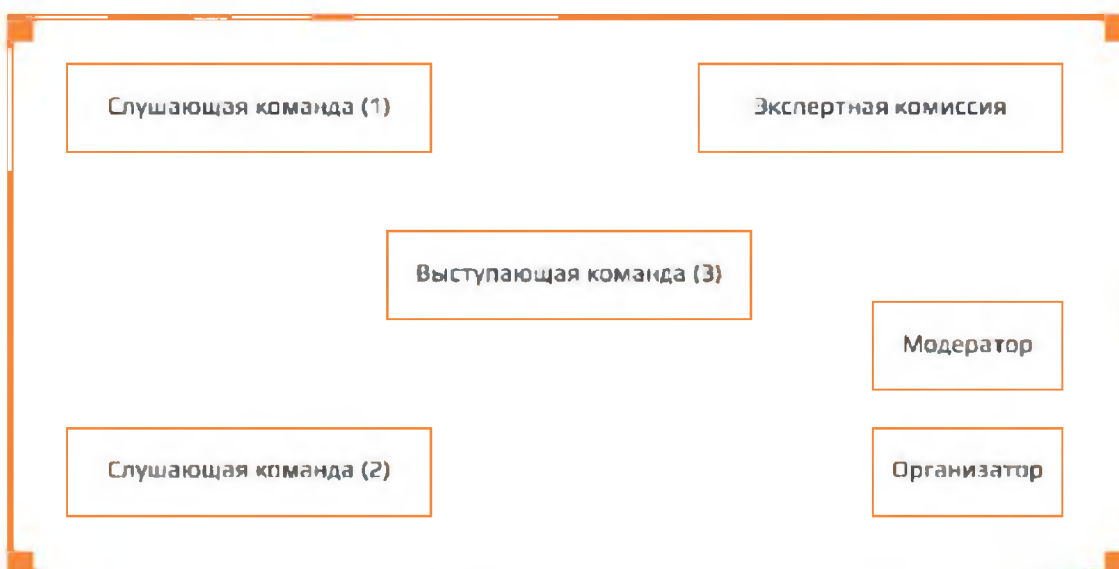 Слушающая команда (1)
Экспертная комиссия
Выступающая команда (3)
Модератор
Слушающая команда (2)
Организатор